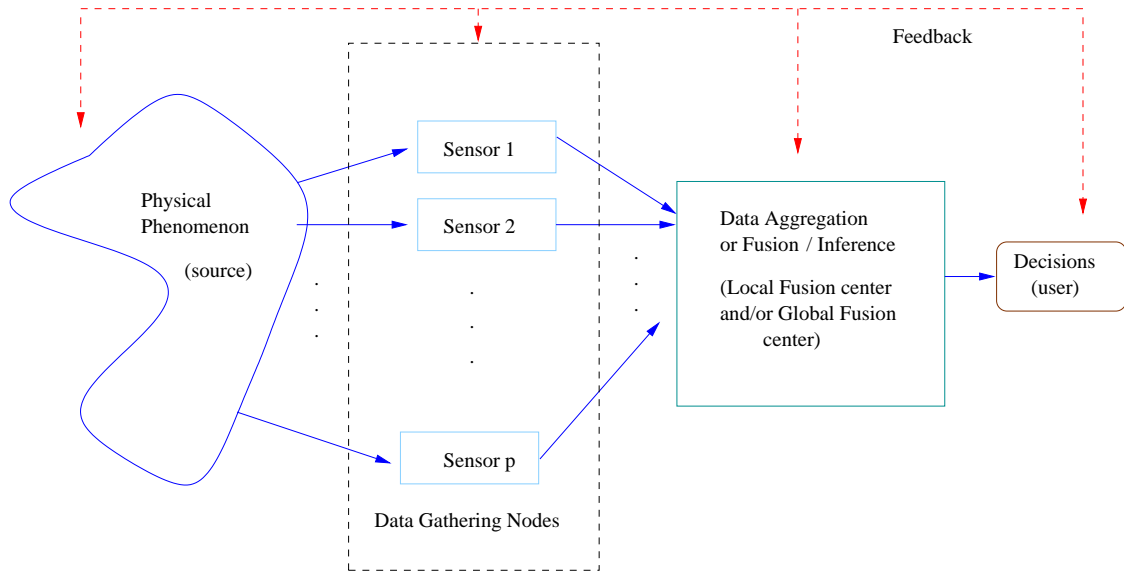 Feedback
Sensor 1
Physical
Phenomenon
(source)
Sensor 2
Data Aggregation
or Fusion / Inference
(Local Fusion center
and/or Global Fusion
center)
Decisions
(user)
Sensor p
Data Gathering Nodes